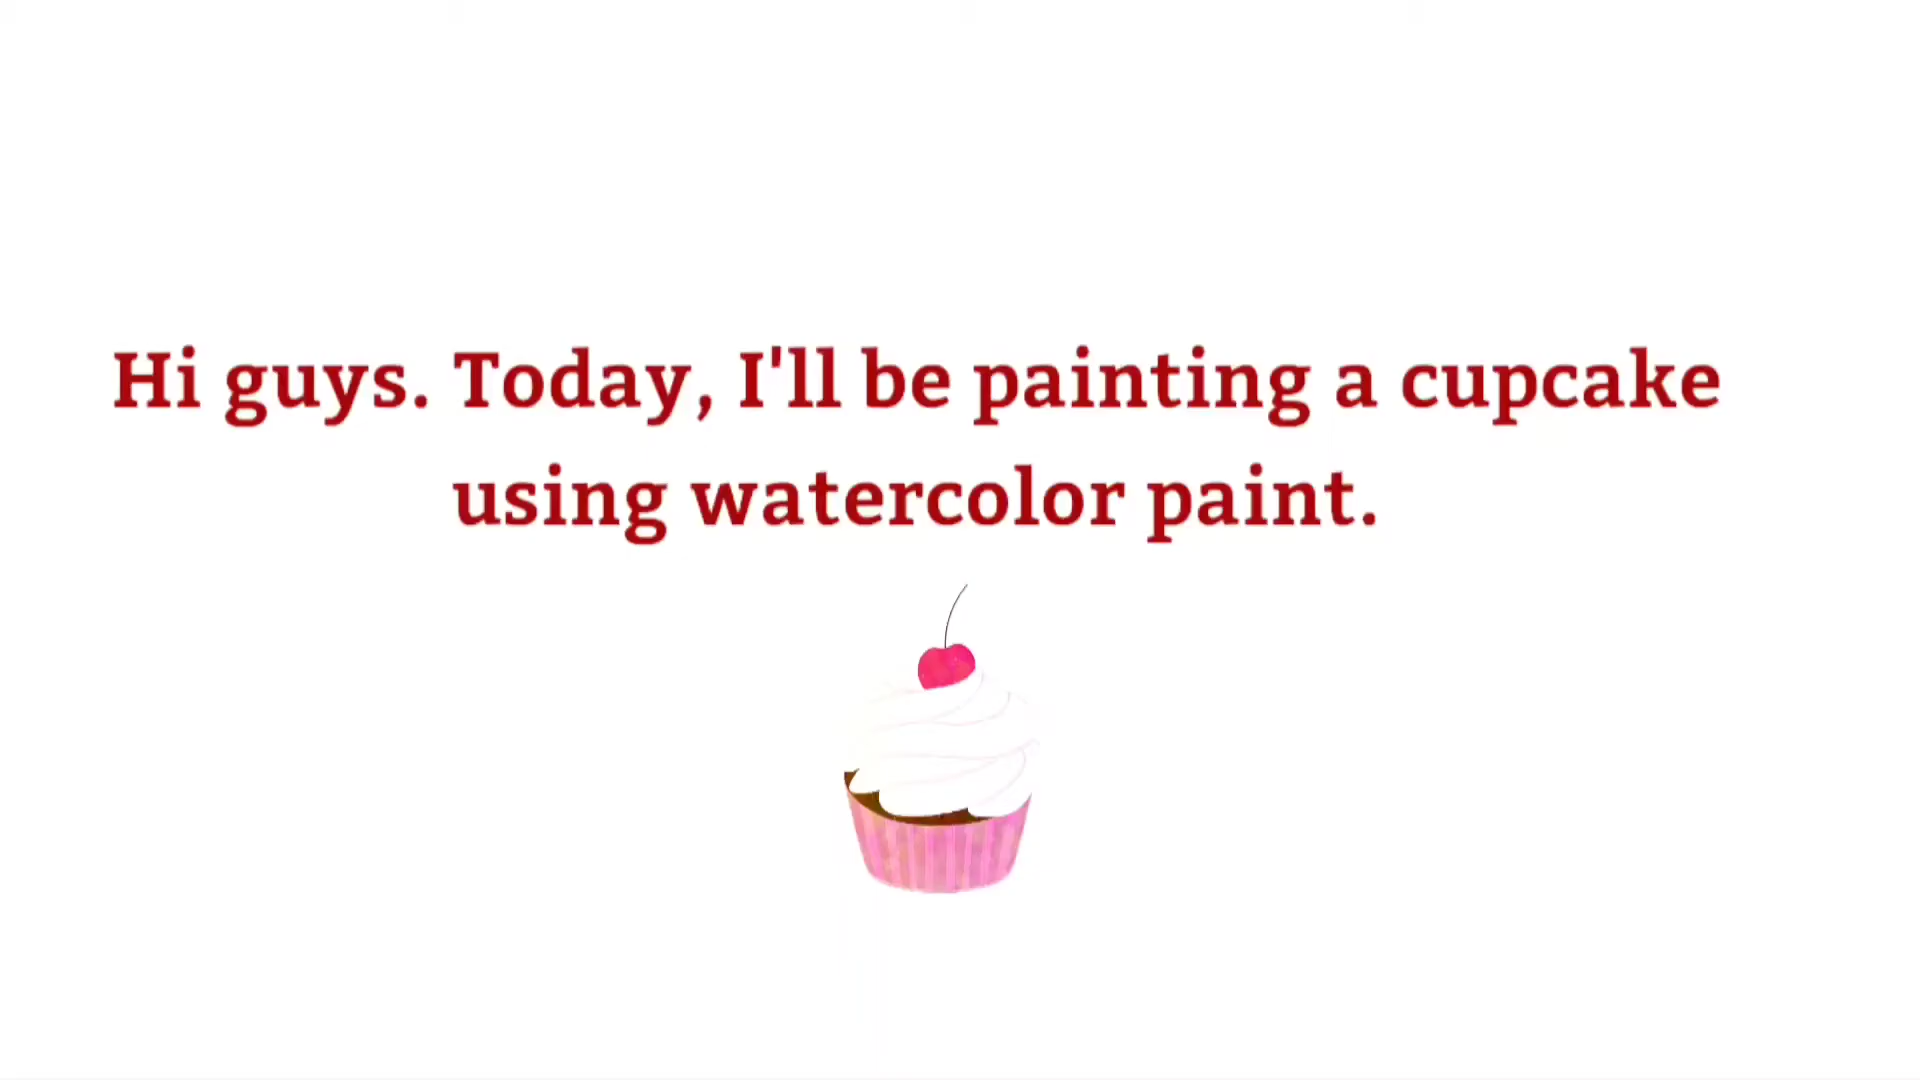 Hi guys. Today, I'll be painting a cupcake
using watercolor paint.